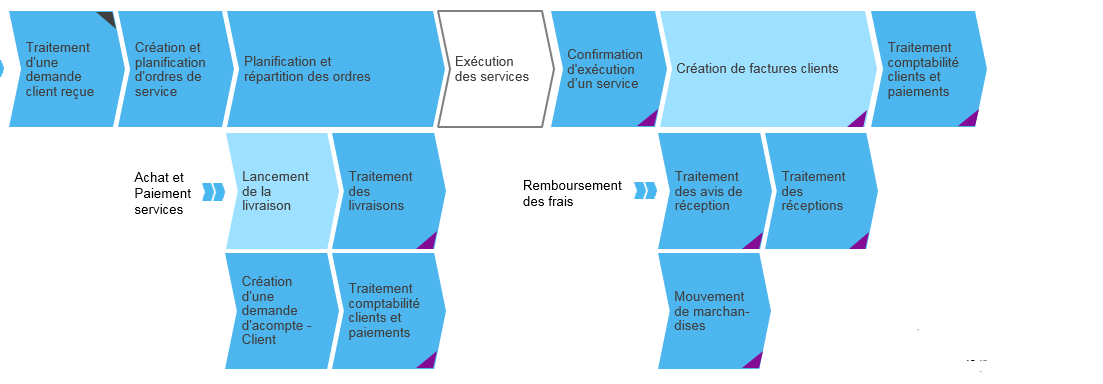 Traitement
d'une
demande
client reçue
Création et
planification
d'ordres de
service
Planification et
répartition des ordres
Exécution
des services
Confirmation
d'exécution
d'un service
Création de factures clients
Traitement
comptabilité
clients et
paiements
Achat et
Paiement
services
Lancement
de la
livraison
Traitement
des
livraisons
Remboursement
des frais
Traitement
des avis de
réception
Traitement
des
réceptions
Création
d'une
demande
d'acompte -
Client
Traitement
comptabilité
clients et
paiements
Mouvement
de marchan-
dises